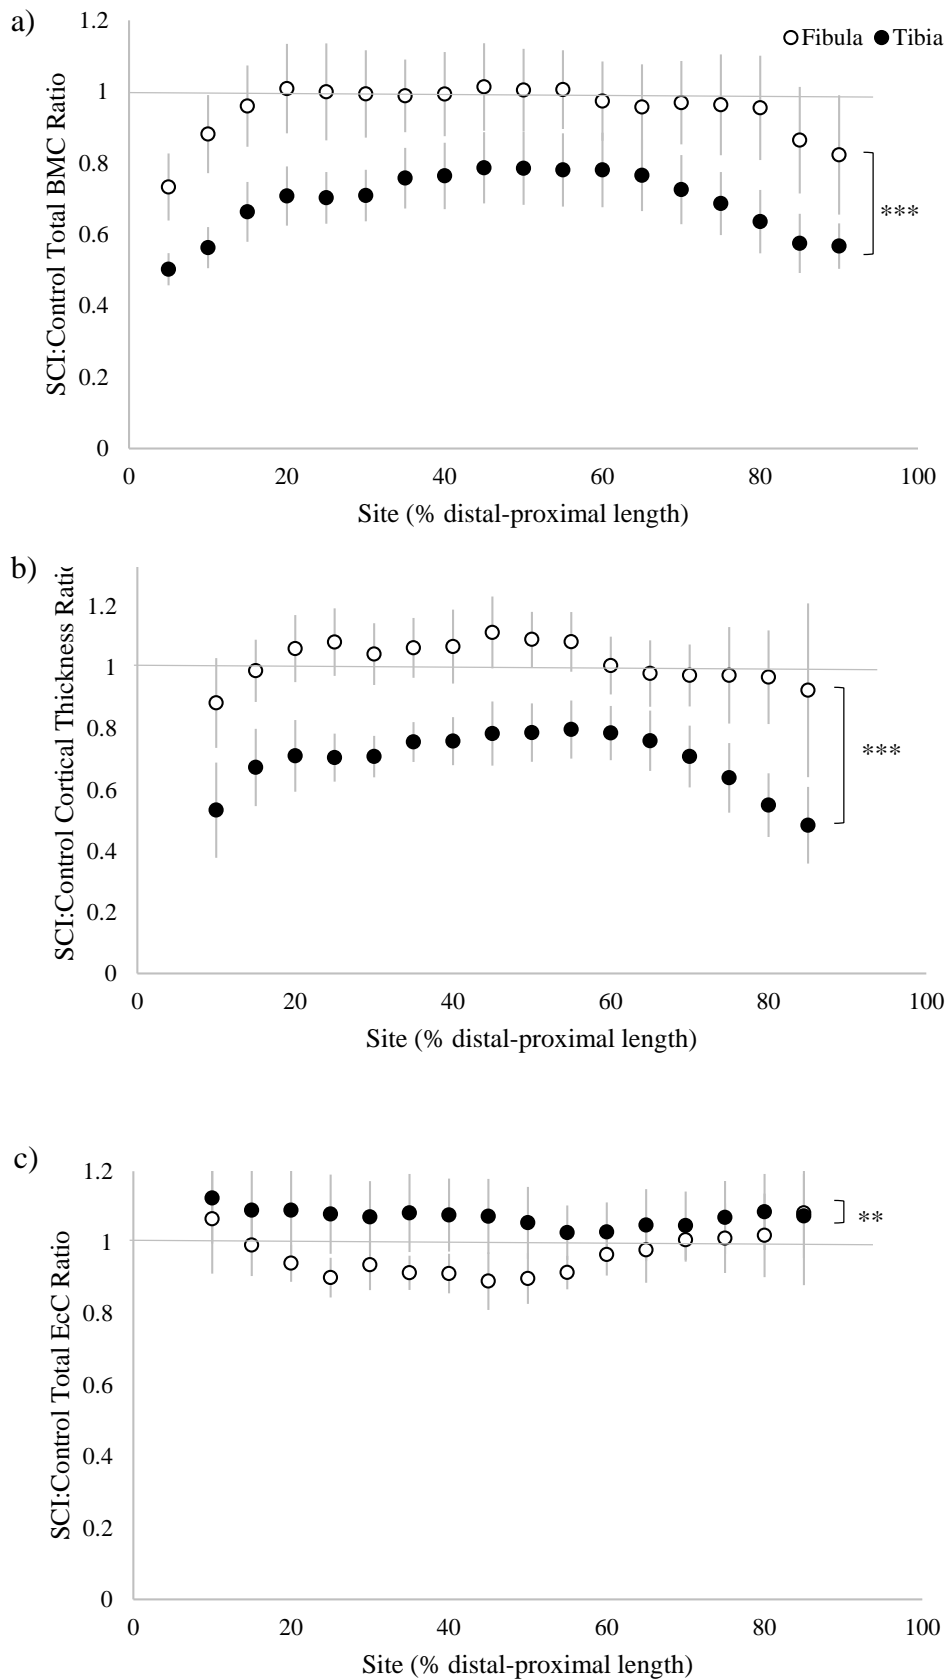 a)
Fibula Tibia
SCI:Control Total BMC Ratio
1.2
1
0.8
0.6
0.4
0.2
0
***
0 20 40 60 80 100
Site (% distal-proximal length)
b)
SCI:Control Cortical Thickness Ratio
1.2
1
0.8
0.6
0.4
0.2
0
***
0 20 40 60 80 100
Site (% distal-proximal length)
c)
SCI:Control Total EcC Ratio
1.2
1
0.8
0.6
0.4
0.2
0
**
0 20 40 60 80 100
Site (% distal-proximal length)